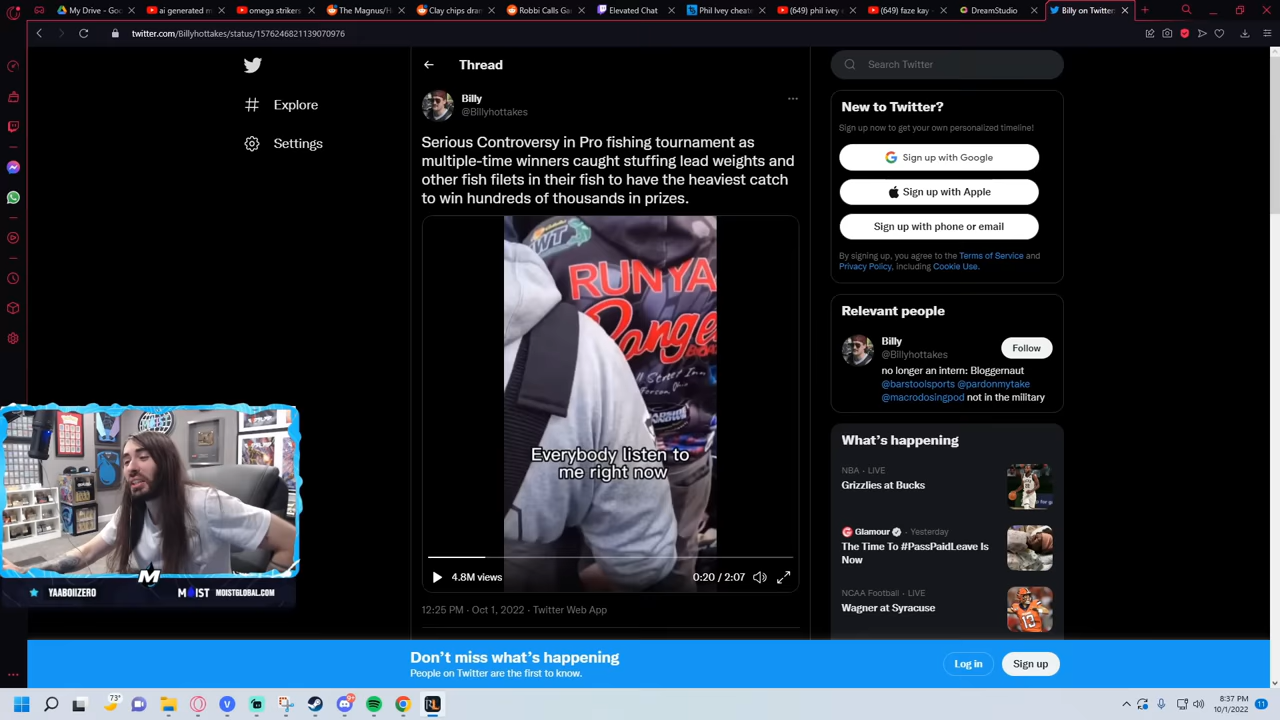 My Drive - Goo
ai generated m
omega strikers
The Magnus/H
Clay chips dran
Robbi Calls Ga
Elevated Chat
Phil Ivey cheat
(649) phil ivey
(649) faze kay
DreamStudio
Billy on Twitter
twitter.com/Billyhottakes/status/1576246821139070976
Explore
Settings
Thread
Billy
@Billyhottakes
Serious Controversy in Pro fishing tournament as
multiple-time winners caught stuffing lead weights and
other fish filets in their fish to have the heaviest catch
to win hundreds of thousands in prizes.
WT
RUNYA
Range
Everybody listen to
me right now
4.8M views
0:20 / 2:07
12:25 PM · Oct 1, 2022 · Twitter Web App
Search Twitter
New to Twitter?
Sign up now to get your own personalized timeline!
Sign up with Google
Sign up with Apple
Sign up with phone or email
By signing up, you agree to the Terms of Service and
Privacy Policy, including Cookie Use.
Relevant people
Billy
@Billyhottakes
Follow
no longer an intern: Bloggernaut
@barstoolsports @pardonmytake
@macrodosingpod not in the military
What's happening
NBA · LIVE
Grizzlies at Bucks
Glamour · Yesterday
The Time To #PassPaidLeave Is
Now
NCAA Football · LIVE
Wagner at Syracuse
YAABOIIZERO
M
MOIST
MOISTGLOBAL.COM
Don't miss what's happening
People on Twitter are the first to know.
Log in
Sign up
73°
8:37 PM
10/1/2022
11